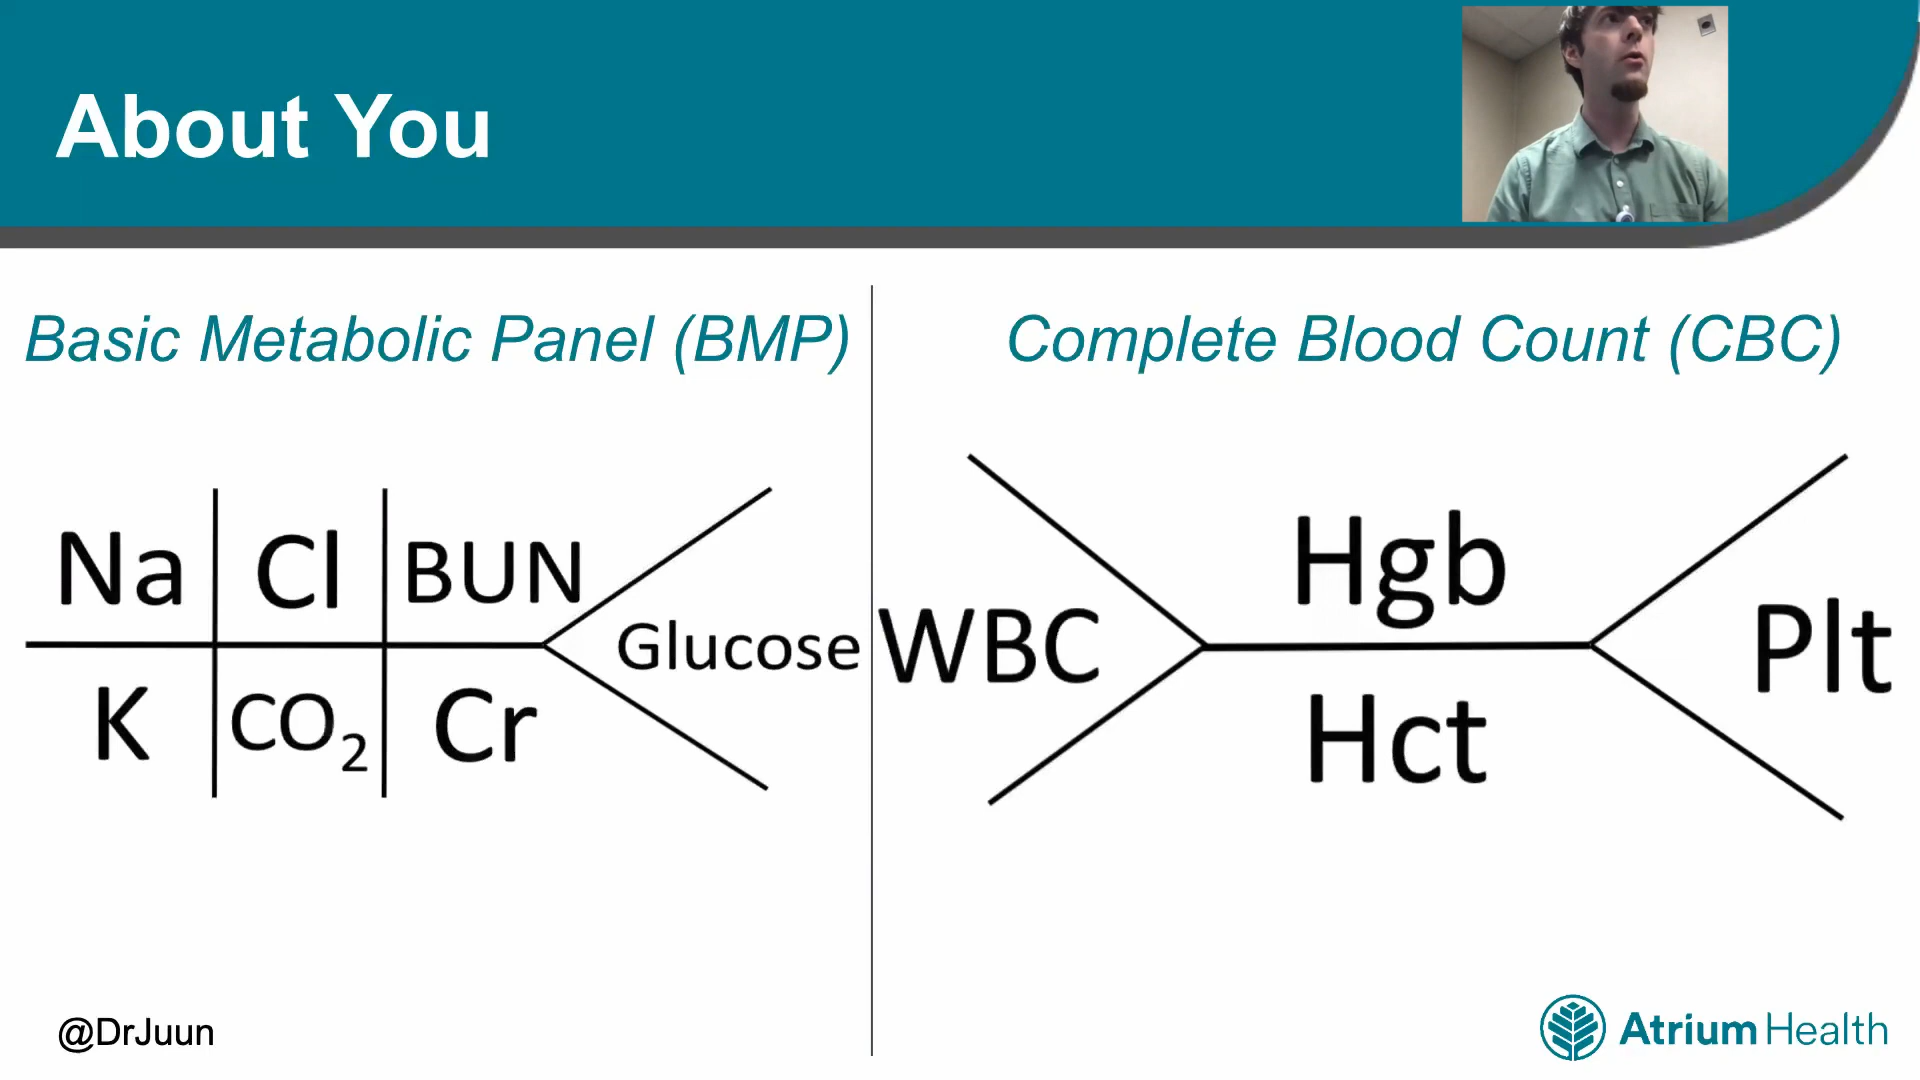 About You
Basic Metabolic Panel (BMP)
Na Cl BUN
Glucose
K CO₂ Cr
Complete Blood Count (CBC)
Hgb
WBC Plt
Hct
@DrJuun
Atrium Health